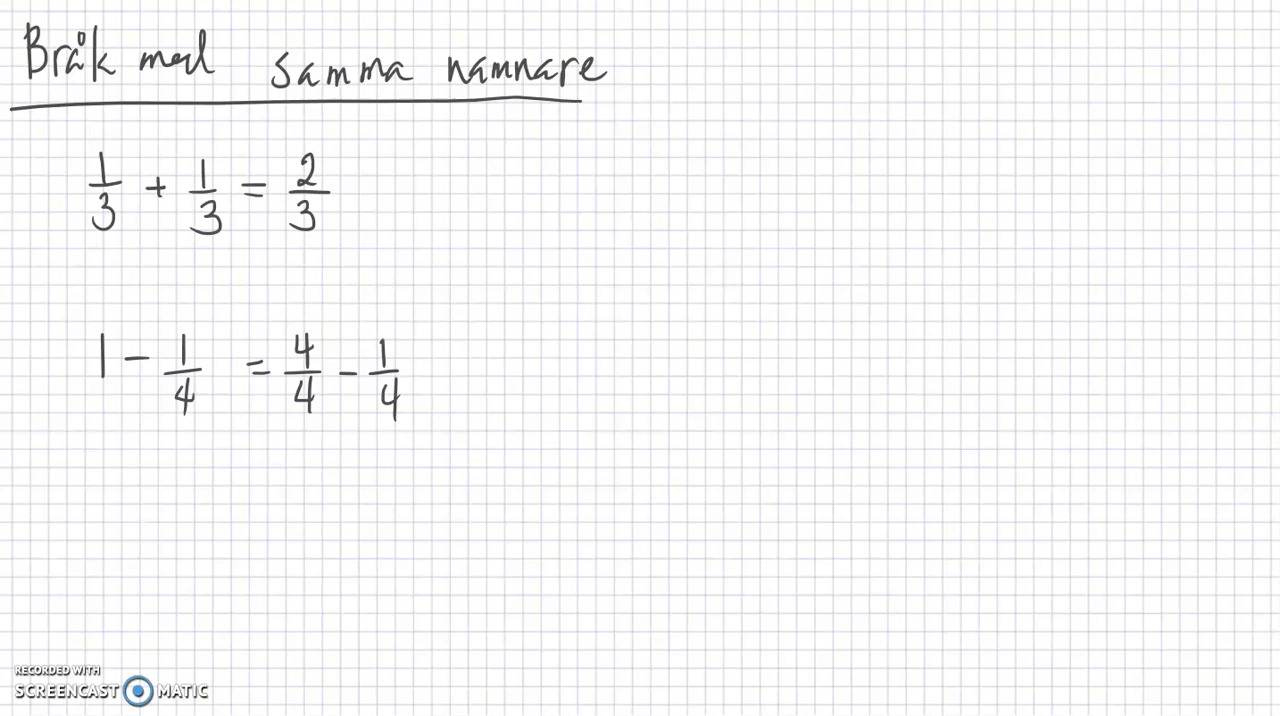 Bråk med samma namnare
1/3 + 1/3 = 2/3
1 - 1/4 = 4/4 - 1/4
RECORDED WITH
SCREENCAST MATIC